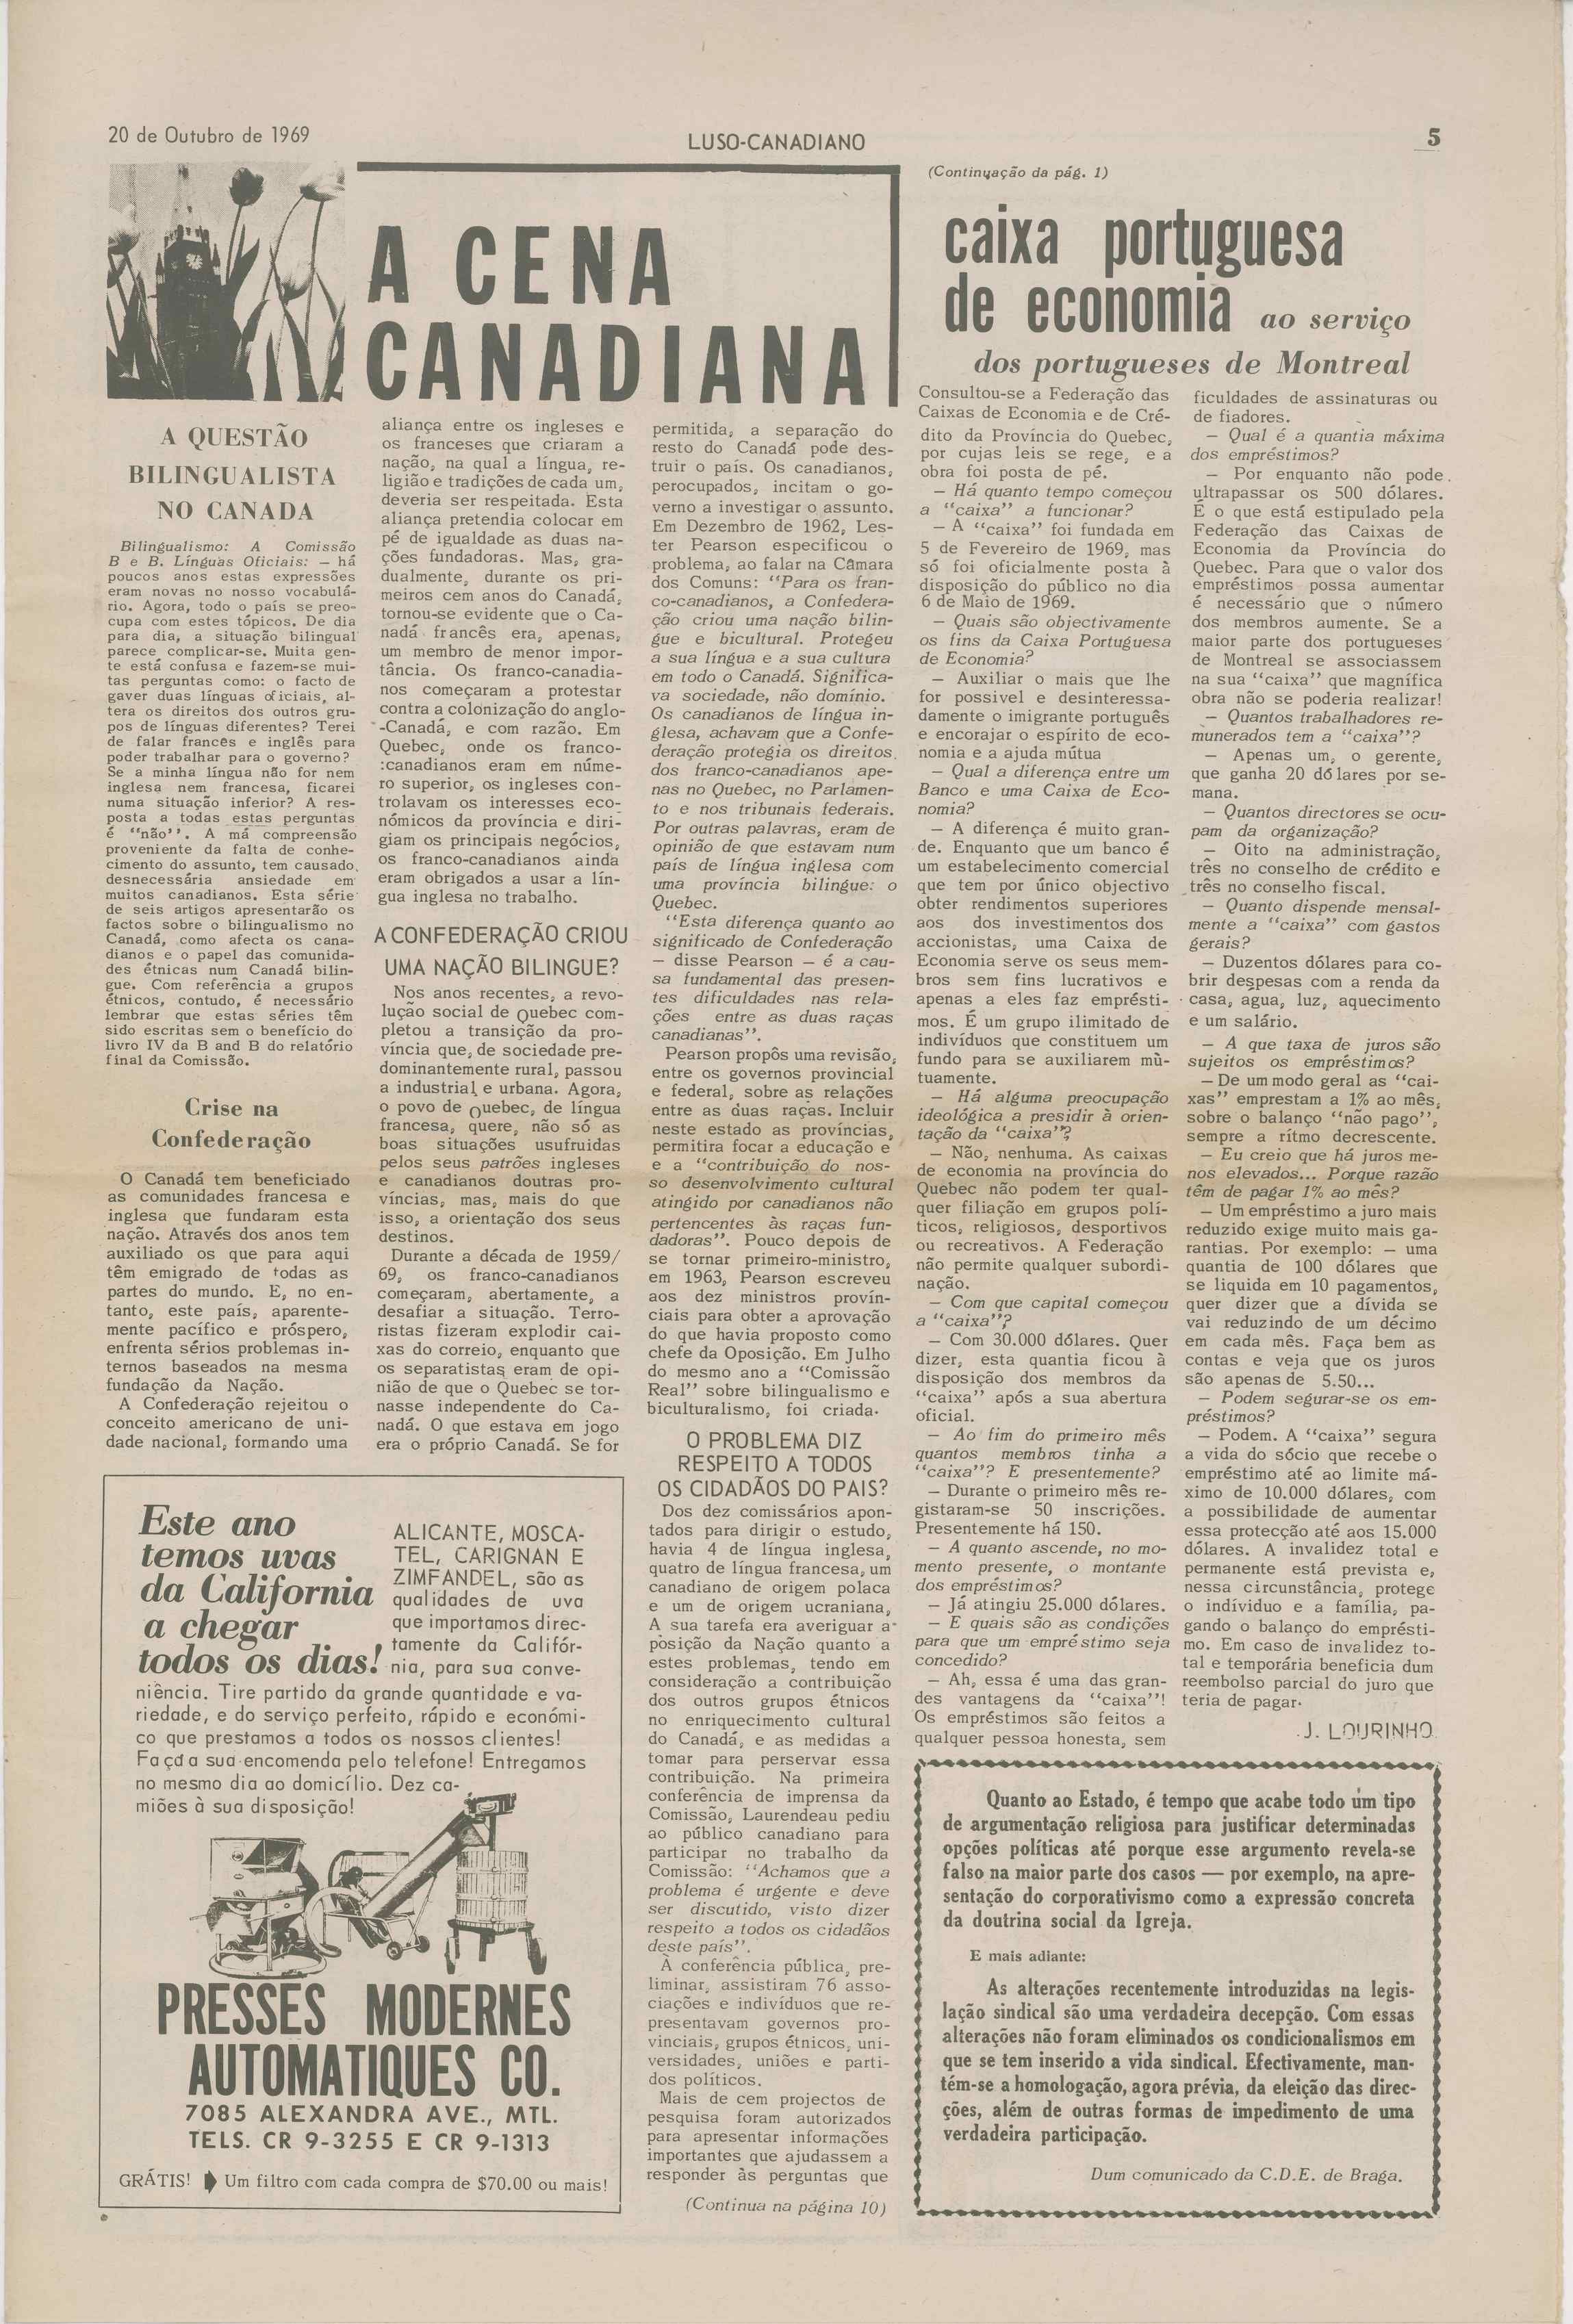 20 de Outubro de 1969
LUSO-CANADIANO
5
A CENA
CANADIANA
A QUESTÃO
BILINGUALISTA
NO CANADA
Bilingualismo: A Comissão
B e B. Línguas Oficiais: — há
poucos anos estas expressões
eram novas no nosso vocabulá-
rio. Agora, todo o país se preo-
cupa com estes tópicos. De dia
para dia, a situação bilingual
parece complicar-se. Muita gen-
te está confusa e fazem-se mui-
tas perguntas como: o facto de
gaver duas línguas oficiais, al-
tera os direitos dos outros gru-
pos de línguas diferentes? Terei
de falar francês e inglês para
poder trabalhar para o governo?
Se a minha língua não for nem
inglesa nem francesa, ficarei
numa situação inferior? A res-
posta a todas estas perguntas
é "não". A má compreensão
proveniente da falta de conhe-
cimento do assunto, tem causado
desnecessária ansiedade em
muitos canadianos. Esta série
de seis artigos apresentarão os
factos sobre o bilingualismo no
Canadá, como afecta os cana-
dianos e o papel das comunida-
des étnicas num Canadá bilin-
gue. Com referência a grupos
étnicos, contudo, é necessário
lembrar que estas séries têm
sido escritas sem o benefício do
livro IV da B and B do relatório
final da Comissão.
Crise na
Confederação
O Canadá tem beneficiado
as comunidades francesa e
inglesa que fundaram esta
nação. Através dos anos tem
auxiliado os que para aqui
têm emigrado de todas as
partes do mundo. E, no en-
tanto, este país, aparente-
mente pacífico e próspero,
enfrenta sérios problemas in-
ternos baseados na mesma
fundação da Nação.
A Confederação rejeitou o
conceito americano de uni-
dade nacional, formando uma
aliança entre os ingleses e
os franceses que criaram a
nação, na qual a língua, re-
ligião e tradições de cada um,
deveria ser respeitada. Esta
aliança pretendia colocar em
pé de igualdade as duas na-
ções fundadoras. Mas, gra-
dualmente, durante os pri-
meiros cem anos do Canadá,
tornou-se evidente que o Ca-
nadá francês era, apenas,
um membro de menor impor-
tância. Os franco-canadia-
nos começaram a protestar
contra a colonização do anglo-
-Canadá, e com razão. Em
Quebec, onde os franco-
:canadianos eram em núme-
ro superior, os ingleses con-
trolavam os interesses eco-
nómicos da província e diri-
giam os principais negócios,
os franco-canadianos ainda
eram obrigados a usar a lín-
gua inglesa no trabalho.
A CONFEDERAÇÃO CRIOU
UMA NAÇÃO BILINGUE?
Nos anos recentes, a revo-
lução social de Quebec com-
pletou a transição da pro-
víncia que, de sociedade pre-
dominantemente rural, passou
a industrial e urbana. Agora,
o povo de Quebec, de língua
francesa, quere, não só as
boas situações usufruidas
pelos seus patrões ingleses
e canadianos doutras pro-
víncias, mas, mais do que
isso, a orientação dos seus
destinos.
Durante a década de 1959/
69, os franco-canadianos
começaram, abertamente, a
desafiar a situação. Terro-
ristas fizeram explodir cai-
xas do correio, enquanto que
os separatistas eram de opi-
nião de que o Quebec se tor-
nasse independente do Ca-
nadá. O que estava em jogo
era o próprio Canadá. Se for
permitida, a separação do
resto do Canadá pode des-
truir o país. Os canadianos,
perocupados, incitam o go-
verno a investigar o assunto.
Em Dezembro de 1962, Les-
ter Pearson especificou o
problema, ao falar na Câmara
dos Comuns: "Para os fran-
co-canadianos, a Confedera-
ção criou uma nação bilin-
gue e bicultural. Protegeu
a sua língua e a sua cultura
em todo o Canadá. Significa-
va sociedade, não domínio.
Os canadianos de língua in-
glesa, achavam que a Confe-
deração protegia os direitos
dos franco-canadianos ape-
nas no Quebec, no Parlamen-
to e nos tribunais federais.
Por outras palavras, eram de
opinião de que estavam num
país de língua inglesa com
uma província bilingue: o
Quebec.
"Esta diferença quanto ao
significado de Confederação
— disse Pearson — é a cau-
sa fundamental das presen-
tes dificuldades nas rela-
ções entre as duas raças
canadianas".
Pearson propôs uma revisão,
entre os governos provincial
e federal, sobre as relações
entre as duas raças. Incluir
neste estado as províncias,
permitira focar a educação e
e a "contribuição do nos-
so desenvolvimento cultural
atingido por canadianos não
pertencentes às raças fun-
dadoras". Pouco depois de
se tornar primeiro-ministro,
em 1963, Pearson escreveu
aos dez ministros provín-
ciais para obter a aprovação
do que havia proposto como
chefe da Oposição. Em Julho
do mesmo ano a "Comissão
Real" sobre bilingualismo e
biculturalismo, foi criada.
O PROBLEMA DIZ
RESPEITO A TODOS
OS CIDADÃOS DO PAIS?
Dos dez comissários apon-
tados para dirigir o estudo,
havia 4 de língua inglesa,
quatro de língua francesa, um
canadiano de origem polaca
e um de origem ucraniana,
A sua tarefa era averiguar a
posição da Nação quanto a
estes problemas, tendo em
consideração a contribuição
dos outros grupos étnicos
no enriquecimento cultural
do Canadá, e as medidas a
tomar para perservar essa
contribuição. Na primeira
conferência de imprensa da
Comissão, Laurendeau pediu
ao público canadiano para
participar no trabalho da
Comissão: "Achamos que a
problema é urgente e deve
ser discutido, visto dizer
respeito a todos os cidadãos
deste país".
À conferência pública, pre-
liminar, assistiram 76 asso-
ciações e indivíduos que re-
presentavam governos pro-
vinciais, grupos étnicos, uni-
versidades, uniões e parti-
dos políticos.
Mais de cem projectos de
pesquisa foram autorizados
para apresentar informações
importantes que ajudassem a
responder às perguntas que
(Continua na página 10)
Este ano
temos uvas
da California
a chegar
todos os dias!
ALICANTE, MOSCA-
TEL, CARIGNAN E
ZIMFANDEL, são as
qualidades de uva
que importamos direc-
tamente da Califór-
nia, para sua conve-
niência. Tire partido da grande quantidade e va-
riedade, e do serviço perfeito, rápido e económi-
co que prestamos a todos os nossos clientes!
Faça a sua encomenda pelo telefone! Entregamos
no mesmo dia ao domicílio. Dez ca-
miões à sua disposição!
PRESSES MODERNES
AUTOMATIQUES CO.
7085 ALEXANDRA AVE., MTL.
TELS. CR 9-3255 E CR 9-1313
GRÁTIS! Um filtro com cada compra de $70.00 ou mais!
(Continuação da pág. 1)
caixa portuguesa
de economia ao serviço
dos portugueses de Montreal
Consultou-se a Federação das
Caixas de Economia e de Cré-
dito da Província do Quebec,
por cujas leis se rege, e a
obra foi posta de pé.
— Há quanto tempo começou
a "caixa" a funcionar?
— A "caixa" foi fundada em
5 de Fevereiro de 1969, mas
só foi oficialmente posta à
disposição do público no dia
6 de Maio de 1969.
— Quais são objectivamente
os fins da Caixa Portuguesa
de Economia?
— Auxiliar o mais que lhe
for possivel e desinteressa-
damente o imigrante português
e encorajar o espírito de eco-
nomia e a ajuda mútua
— Qual a diferença entre um
Banco e uma Caixa de Eco-
nomia?
— A diferença é muito gran-
de. Enquanto que um banco é
um estabelecimento comercial
que tem por único objectivo
obter rendimentos superiores
aos dos investimentos dos
accionistas, uma Caixa de
Economia serve os seus mem-
bros sem fins lucrativos e
apenas a eles faz emprésti-
mos. É um grupo ilimitado de
indivíduos que constituem um
fundo para se auxiliarem mù-
tuamente.
— Há alguma preocupação
ideológica a presidir à orien-
tação da "caixa"?
— Não, nenhuma. As caixas
de economia na província do
Quebec não podem ter qual-
quer filiação em grupos polí-
ticos, religiosos, desportivos
ou recreativos. A Federação
não permite qualquer subordi-
nação.
— Com que capital começou
a "caixa"?
— Com 30.000 dólares. Quer
dizer, esta quantia ficou à
disposição dos membros da
"caixa" após a sua abertura
oficial.
— Ao fim do primeiro mês
quantos membros tinha a
"caixa"? E presentemente?
— Durante o primeiro mês re-
gistaram-se 50 inscrições.
Presentemente há 150.
— A quanto ascende, no mo-
mento presente, o montante
dos empréstimos?
— Já atingiu 25.000 dólares.
— E quais são as condições
para que um empréstimo seja
concedido?
— Ah, essa é uma das gran-
des vantagens da "caixa"!
Os empréstimos são feitos a
qualquer pessoa honesta, sem
ficuldades de assinaturas ou
de fiadores.
— Qual é a quantia máxima
dos empréstimos?
— Por enquanto não pode
ultrapassar os 500 dólares.
É o que está estipulado pela
Federação das Caixas de
Economia da Província do
Quebec. Para que o valor dos
empréstimos possa aumentar
é necessário que o número
dos membros aumente. Se a
maior parte dos portugueses
de Montreal se associassem
na sua "caixa" que magnífica
obra não se poderia realizar!
— Quantos trabalhadores re-
munerados tem a "caixa"?
— Apenas um, o gerente,
que ganha 20 dólares por se-
mana.
— Quantos directores se ocu-
pam da organização?
— Oito na administração,
três no conselho de crédito e
três no conselho fiscal.
— Quanto dispende mensal-
mente a "caixa" com gastos
gerais?
— Duzentos dólares para co-
brir despesas com a renda da
casa, água, luz, aquecimento
e um salário.
— A que taxa de juros são
sujeitos os empréstimos?
— De um modo geral as "cai-
xas" emprestam a 1% ao mês,
sobre o balanço "não pago",
sempre a rítmo decrescente.
— Eu creio que há juros me-
nos elevados... Porque razão
têm de pagar 1% ao mês?
— Um empréstimo a juro mais
reduzido exige muito mais ga-
rantias. Por exemplo: — uma
quantia de 100 dólares que
se liquida em 10 pagamentos,
quer dizer que a dívida se
vai reduzindo de um décimo
em cada mês. Faça bem as
contas e veja que os juros
são apenas de 5.50...
— Podem segurar-se os em-
préstimos?
— Podem. A "caixa" segura
a vida do sócio que recebe o
empréstimo até ao limite má-
ximo de 10.000 dólares, com
a possibilidade de aumentar
essa protecção até aos 15.000
dólares. A invalidez total e
permanente está prevista e,
nessa circunstância, protege
o indivíduo e a família, pa-
gando o balanço do emprésti-
mo. Em caso de invalidez to-
tal e temporária beneficia dum
reembolso parcial do juro que
teria de pagar.
J. LOURINHO
Quanto ao Estado, é tempo que acabe todo um tipo
de argumentação religiosa para justificar determinadas
opções políticas até porque esse argumento revela-se
falso na maior parte dos casos — por exemplo, na apre-
sentação do corporativismo como a expressão concreta
da doutrina social da Igreja.
E mais adiante:
As alterações recentemente introduzidas na legis-
lação sindical são uma verdadeira decepção. Com essas
alterações não foram eliminados os condicionalismos em
que se tem inserido a vida sindical. Efectivamente, man-
tém-se a homologação, agora prévia, da eleição das direc-
ções, além de outras formas de impedimento de uma
verdadeira participação.
Dum comunicado da C.D.E. de Braga.